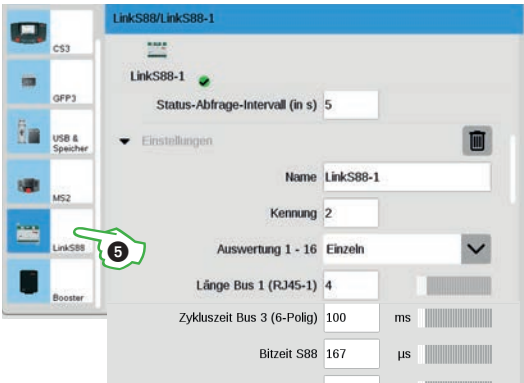 LinkS88/LinkS88-1
CS3
GFP3
USB &
Speicher
MS2
LinkS88
Booster
5
LinkS88-1
Status-Abfrage-Intervall (in s) 5
Einstellungen
Name LinkS88-1
Kennung 2
Auswertung 1 - 16 Einzeln
Länge Bus 1 (RJ45-1) 4
Zykluszeit Bus 3 (6-Polig) 100 ms
Bitzeit S88 167 µs